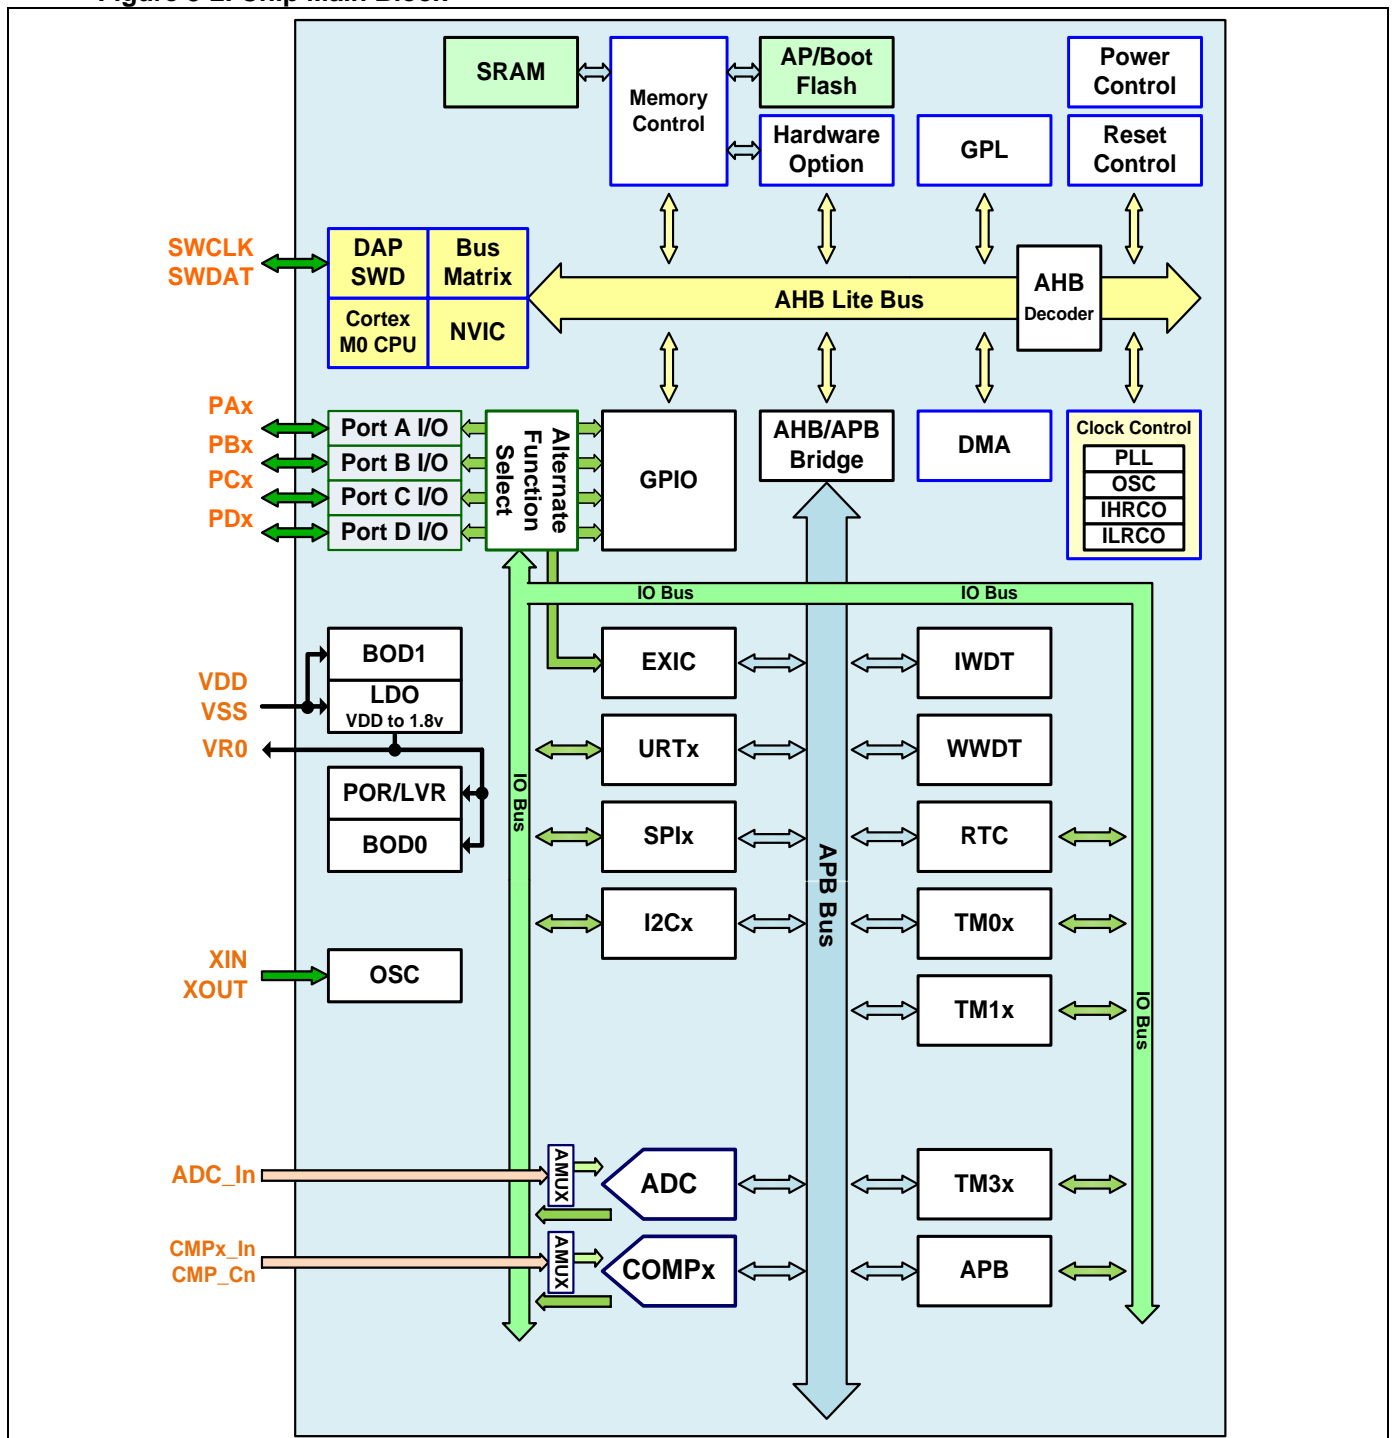 SRAM
Memory
Control
AP/Boot
Flash
Power
Control
Hardware
Option
GPL
Reset
Control
SWCLK
SWDAT
DAP
SWD
Bus
Matrix
Cortex
M0 CPU
NVIC
AHB Lite Bus
AHB
Decoder
PAx
PBx
PCx
PDx
Port A I/O
Port B I/O
Port C I/O
Port D I/O
Alternate
Function
Select
GPIO
AHB/APB
Bridge
DMA
Clock Control
PLL
OSC
IHRCO
ILRCO
IO Bus
IO Bus
VDD
VSS
VR0
BOD1
LDO
VDD to 1.8v
POR/LVR
BOD0
IO Bus
EXIC
URTx
SPIx
I2Cx
APB Bus
IWDT
WWDT
RTC
TM0x
TM1x
IO Bus
XIN
XOUT
OSC
ADC_In
AMUX
ADC
TM3x
CMPx_In
CMP_Cn
AMUX
COMPx
APB